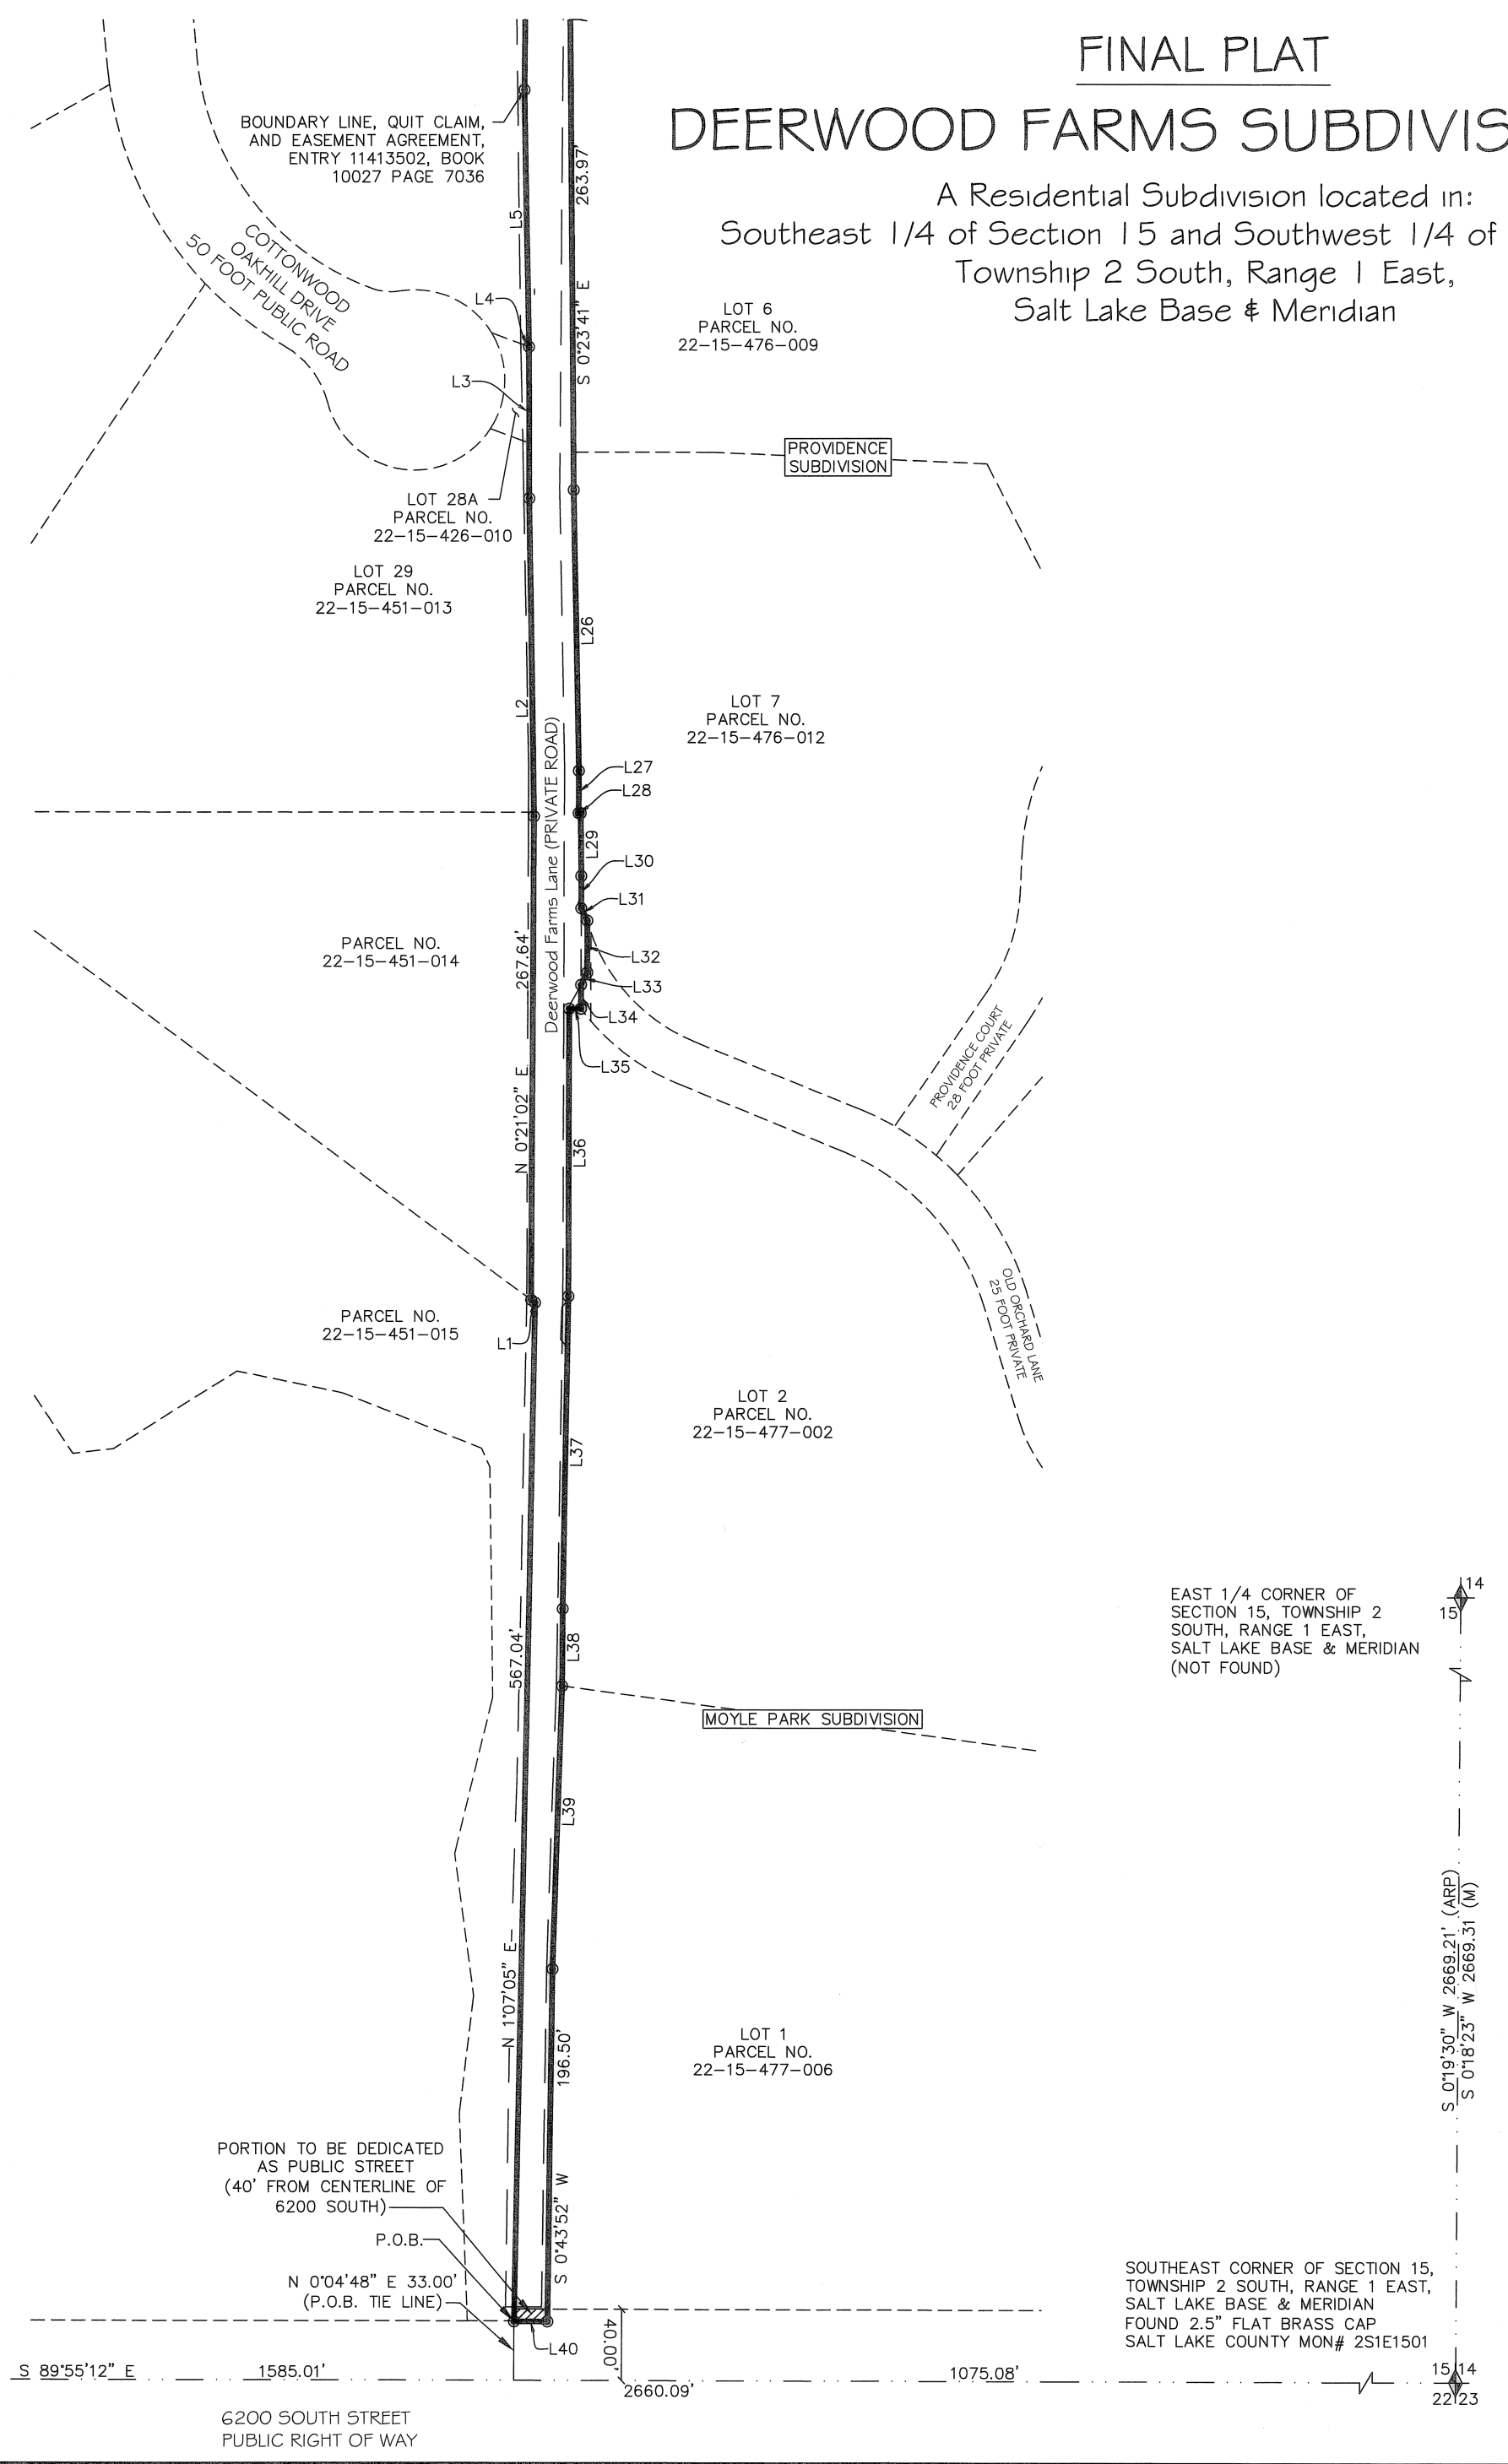 FINAL PLAT
DEERWOOD FARMS SUBDIVIS
A Residential Subdivision located in:
Southeast 1/4 of Section 15 and Southwest 1/4 of
Township 2 South, Range 1 East,
Salt Lake Base & Meridian
BOUNDARY LINE, QUIT CLAIM,
AND EASEMENT AGREEMENT,
ENTRY 11413502, BOOK
10027 PAGE 7036
263.97'
L5
COTTONWOOD
OAKHILL DRIVE
50 FOOT PUBLIC ROAD
L4
S 0°23'41" E
LOT 6
PARCEL NO.
22-15-476-009
L3
PROVIDENCE
SUBDIVISION
LOT 28A
PARCEL NO.
22-15-426-010
LOT 29
PARCEL NO.
22-15-451-013
L26
L2
LOT 7
PARCEL NO.
22-15-476-012
Deerwood Farms Lane (PRIVATE ROAD)
L27
L28
L29
L30
L31
L32
L33
L34
L35
PARCEL NO.
22-15-451-014
267.64'
N 0°21'02" E
PROVIDENCE COURT
28 FOOT PRIVATE
L36
OLD ORCHARD LANE
25 FOOT PRIVATE
PARCEL NO.
22-15-451-015
L1
LOT 2
PARCEL NO.
22-15-477-002
L37
567.04'
L38
EAST 1/4 CORNER OF
SECTION 15, TOWNSHIP 2
SOUTH, RANGE 1 EAST,
SALT LAKE BASE & MERIDIAN
(NOT FOUND)
14
15
MOYLE PARK SUBDIVISION
L39
N 1°07'05" E
196.50'
S 0°43'52" W
LOT 1
PARCEL NO.
22-15-477-006
S 0°19'30" W 2669.21' (ARP)
S 0°18'23" W 2669.31 (M)
PORTION TO BE DEDICATED
AS PUBLIC STREET
(40' FROM CENTERLINE OF
6200 SOUTH)
P.O.B.
N 0°04'48" E 33.00'
(P.O.B. TIE LINE)
L40
40.00'
SOUTHEAST CORNER OF SECTION 15,
TOWNSHIP 2 SOUTH, RANGE 1 EAST,
SALT LAKE BASE & MERIDIAN
FOUND 2.5" FLAT BRASS CAP
SALT LAKE COUNTY MON# 2S1E1501
S 89°55'12" E
1585.01'
2660.09'
1075.08'
15 14
22 23
6200 SOUTH STREET
PUBLIC RIGHT OF WAY